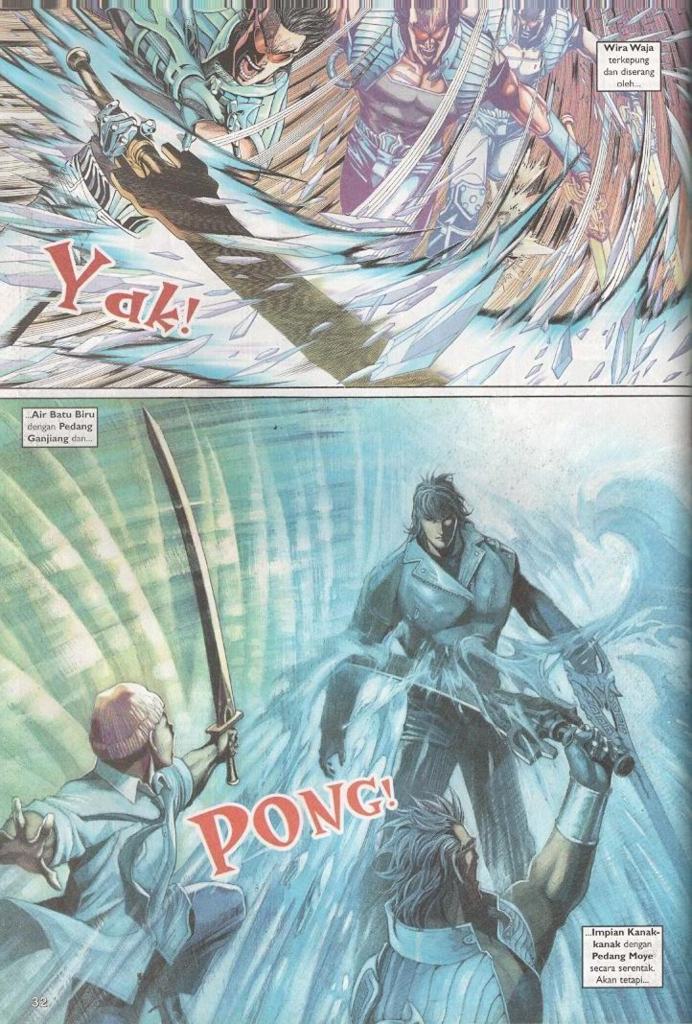 Wira Waja
terkepung
dan diserang
oleh...
Yak!
...Air Batu Biru
dengan Pedang
Ganjiang dan...
PONG!
...Impian Kanak-
kanak dengan
Pedang Moye
secara serentak.
Akan tetapi...
32